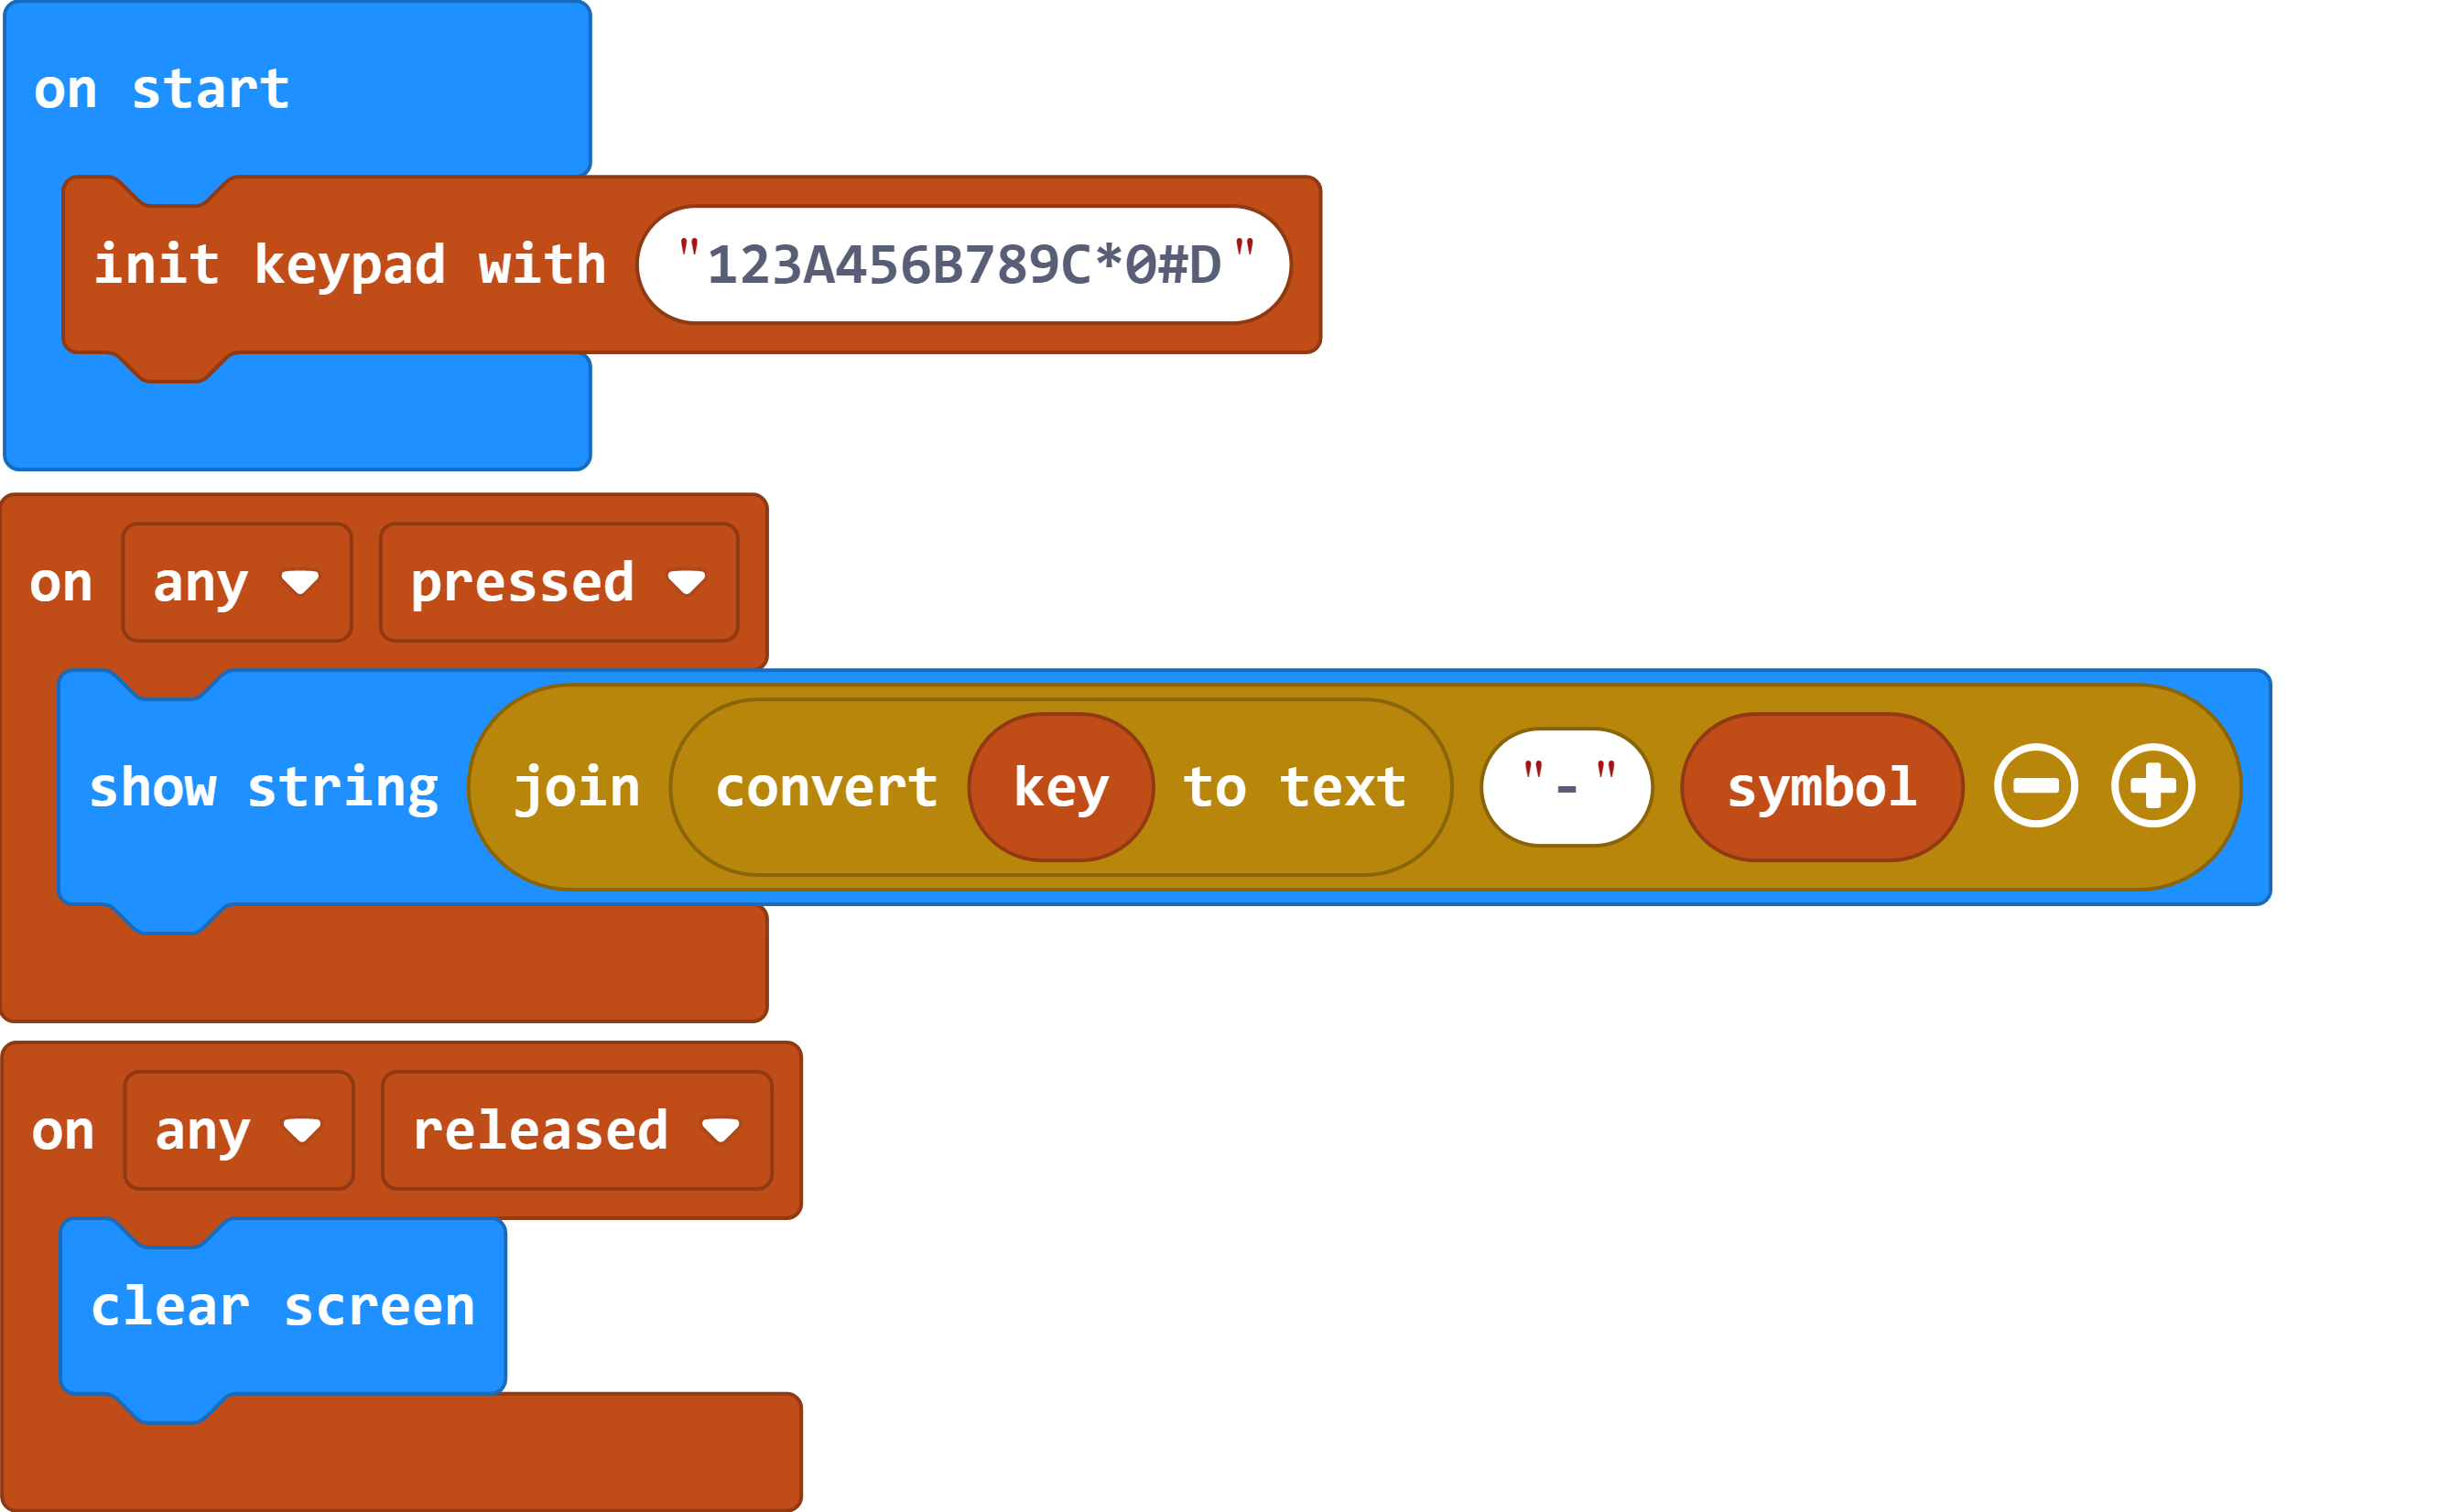 on start
init keypad with "123A456B789C*0#D"
on any pressed
show string join convert key to text "-" symbol
on any released
clear screen